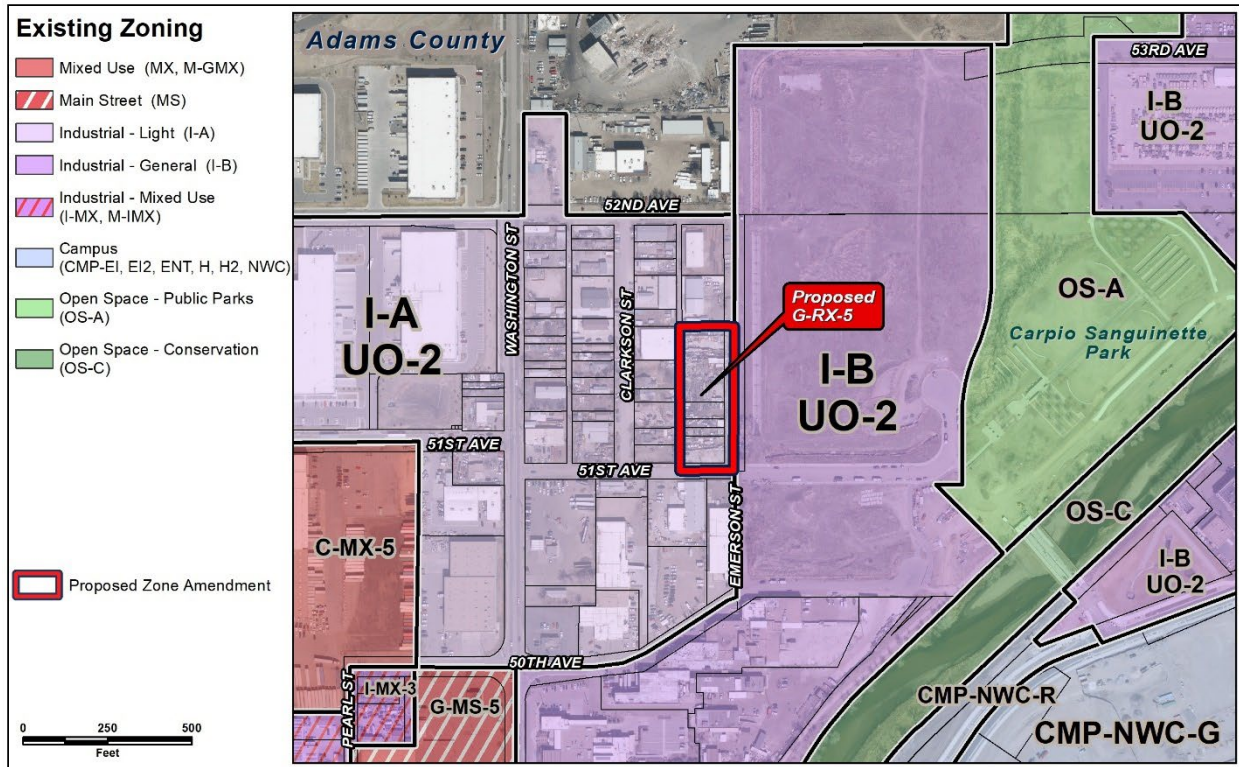 Existing Zoning
Mixed Use (MX, M-GMX)
Main Street (MS)
Industrial - Light (I-A)
Industrial - General (I-B)
Industrial - Mixed Use
(I-MX, M-IMX)
Campus
(CMP-EI, EI2, ENT, H, H2, NWC)
Open Space - Public Parks
(OS-A)
Open Space - Conservation
(OS-C)
Proposed Zone Amendment
0 250 500
Feet
Adams County
53RD AVE
I-B
UO-2
52ND AVE
WASHINGTON ST
CLARKSON ST
Proposed
G-RX-5
OS-A
Carpio Sanguinette
Park
I-A
UO-2
I-B
UO-2
51ST AVE
51ST AVE
EMERSON ST
OS-C
C-MX-5
I-B
UO-2
50TH AVE
PEARL ST
I-MX-3
G-MS-5
CMP-NWC-R
CMP-NWC-G